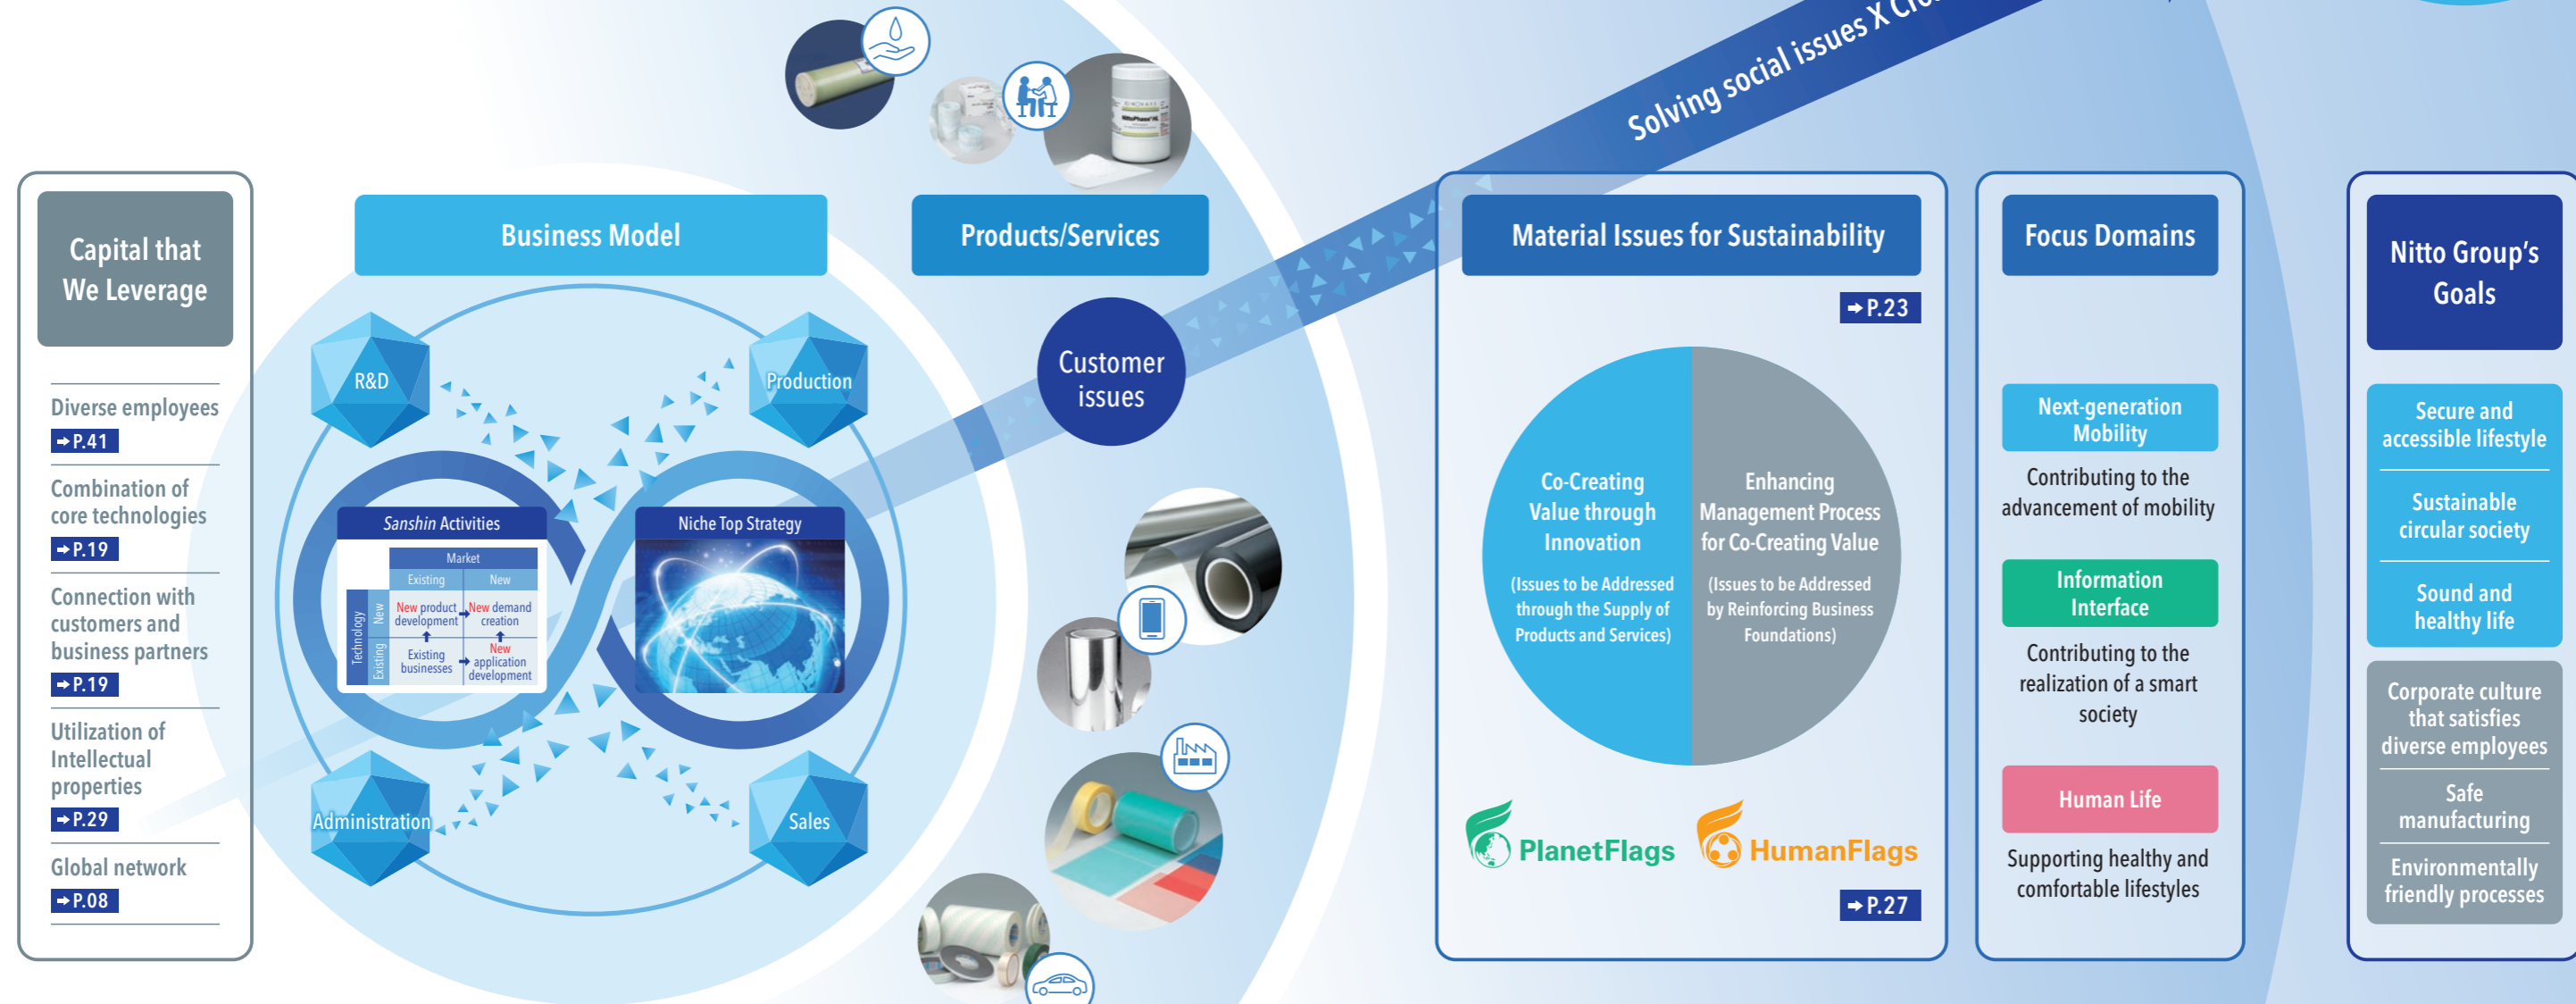 Solving social issues X
Capital that
We Leverage
Diverse employees
➞P.41
Combination of
core technologies
➞P.19
Connection with
customers and
business partners
➞P.19
Utilization of
Intellectual
properties
➞P.29
Global network
➞P.08
Business Model
R&D
Production
Sanshin Activities
Market
Existing
New
Technology
New
Existing
New product
development
New demand
creation
Existing
businesses
New
application
development
Niche Top Strategy
Administration
Sales
Products/Services
NittoPhase HL
Customer
issues
Material Issues for Sustainability
➞P.23
Co-Creating
Value through
Innovation
(Issues to be Addressed
through the Supply of
Products and Services)
Enhancing
Management Process
for Co-Creating Value
(Issues to be Addressed
by Reinforcing Business
Foundations)
PlanetFlags
HumanFlags
➞P.27
Focus Domains
Next-generation
Mobility
Contributing to the
advancement of mobility
Information
Interface
Contributing to the
realization of a smart
society
Human Life
Supporting healthy and
comfortable lifestyles
Nitto Group's
Goals
Secure and
accessible lifestyle
Sustainable
circular society
Sound and
healthy life
Corporate culture
that satisfies
diverse employees
Safe
manufacturing
Environmentally
friendly processes